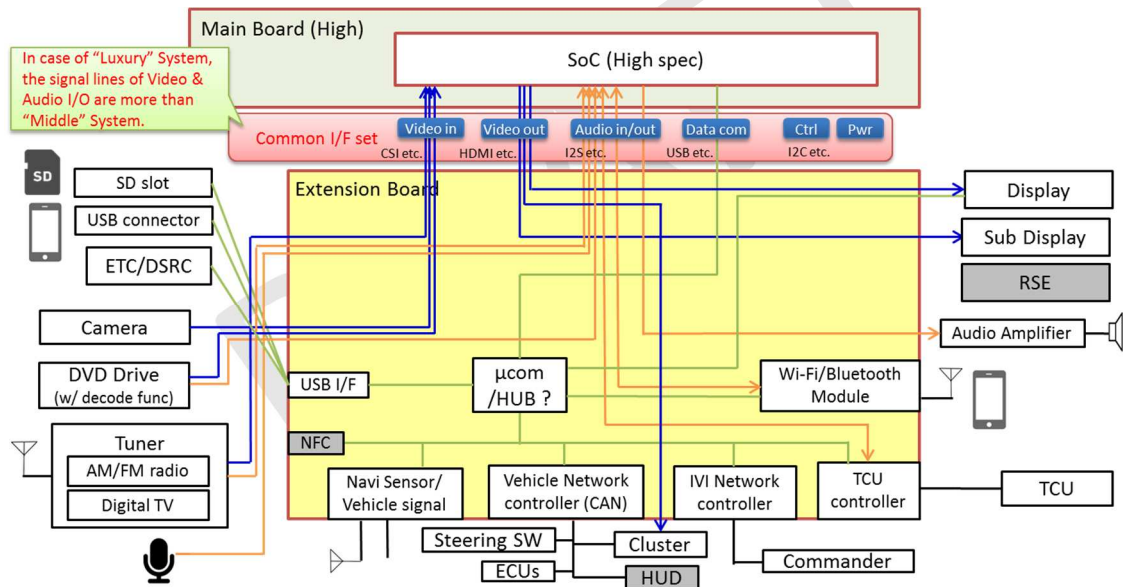 Main Board (High)
SoC (High spec)
In case of “Luxury” System,
the signal lines of Video &
Audio I/O are more than
“Middle” System.
Common I/F set
Video in
Video out
Audio in/out
Data com
Ctrl
Pwr
CSI etc.
HDMI etc.
I2S etc.
USB etc.
I2C etc.
SD
SD slot
USB connector
ETC/DSRC
Camera
DVD Drive
(w/ decode func)
Tuner
AM/FM radio
Digital TV
Extension Board
USB I/F
NFC
μcom
/HUB ?
Wi-Fi/Bluetooth
Module
Navi Sensor/
Vehicle signal
Vehicle Network
controller (CAN)
IVI Network
controller
TCU
controller
Display
Sub Display
RSE
Audio Amplifier
TCU
Steering SW
ECUs
Cluster
HUD
Commander